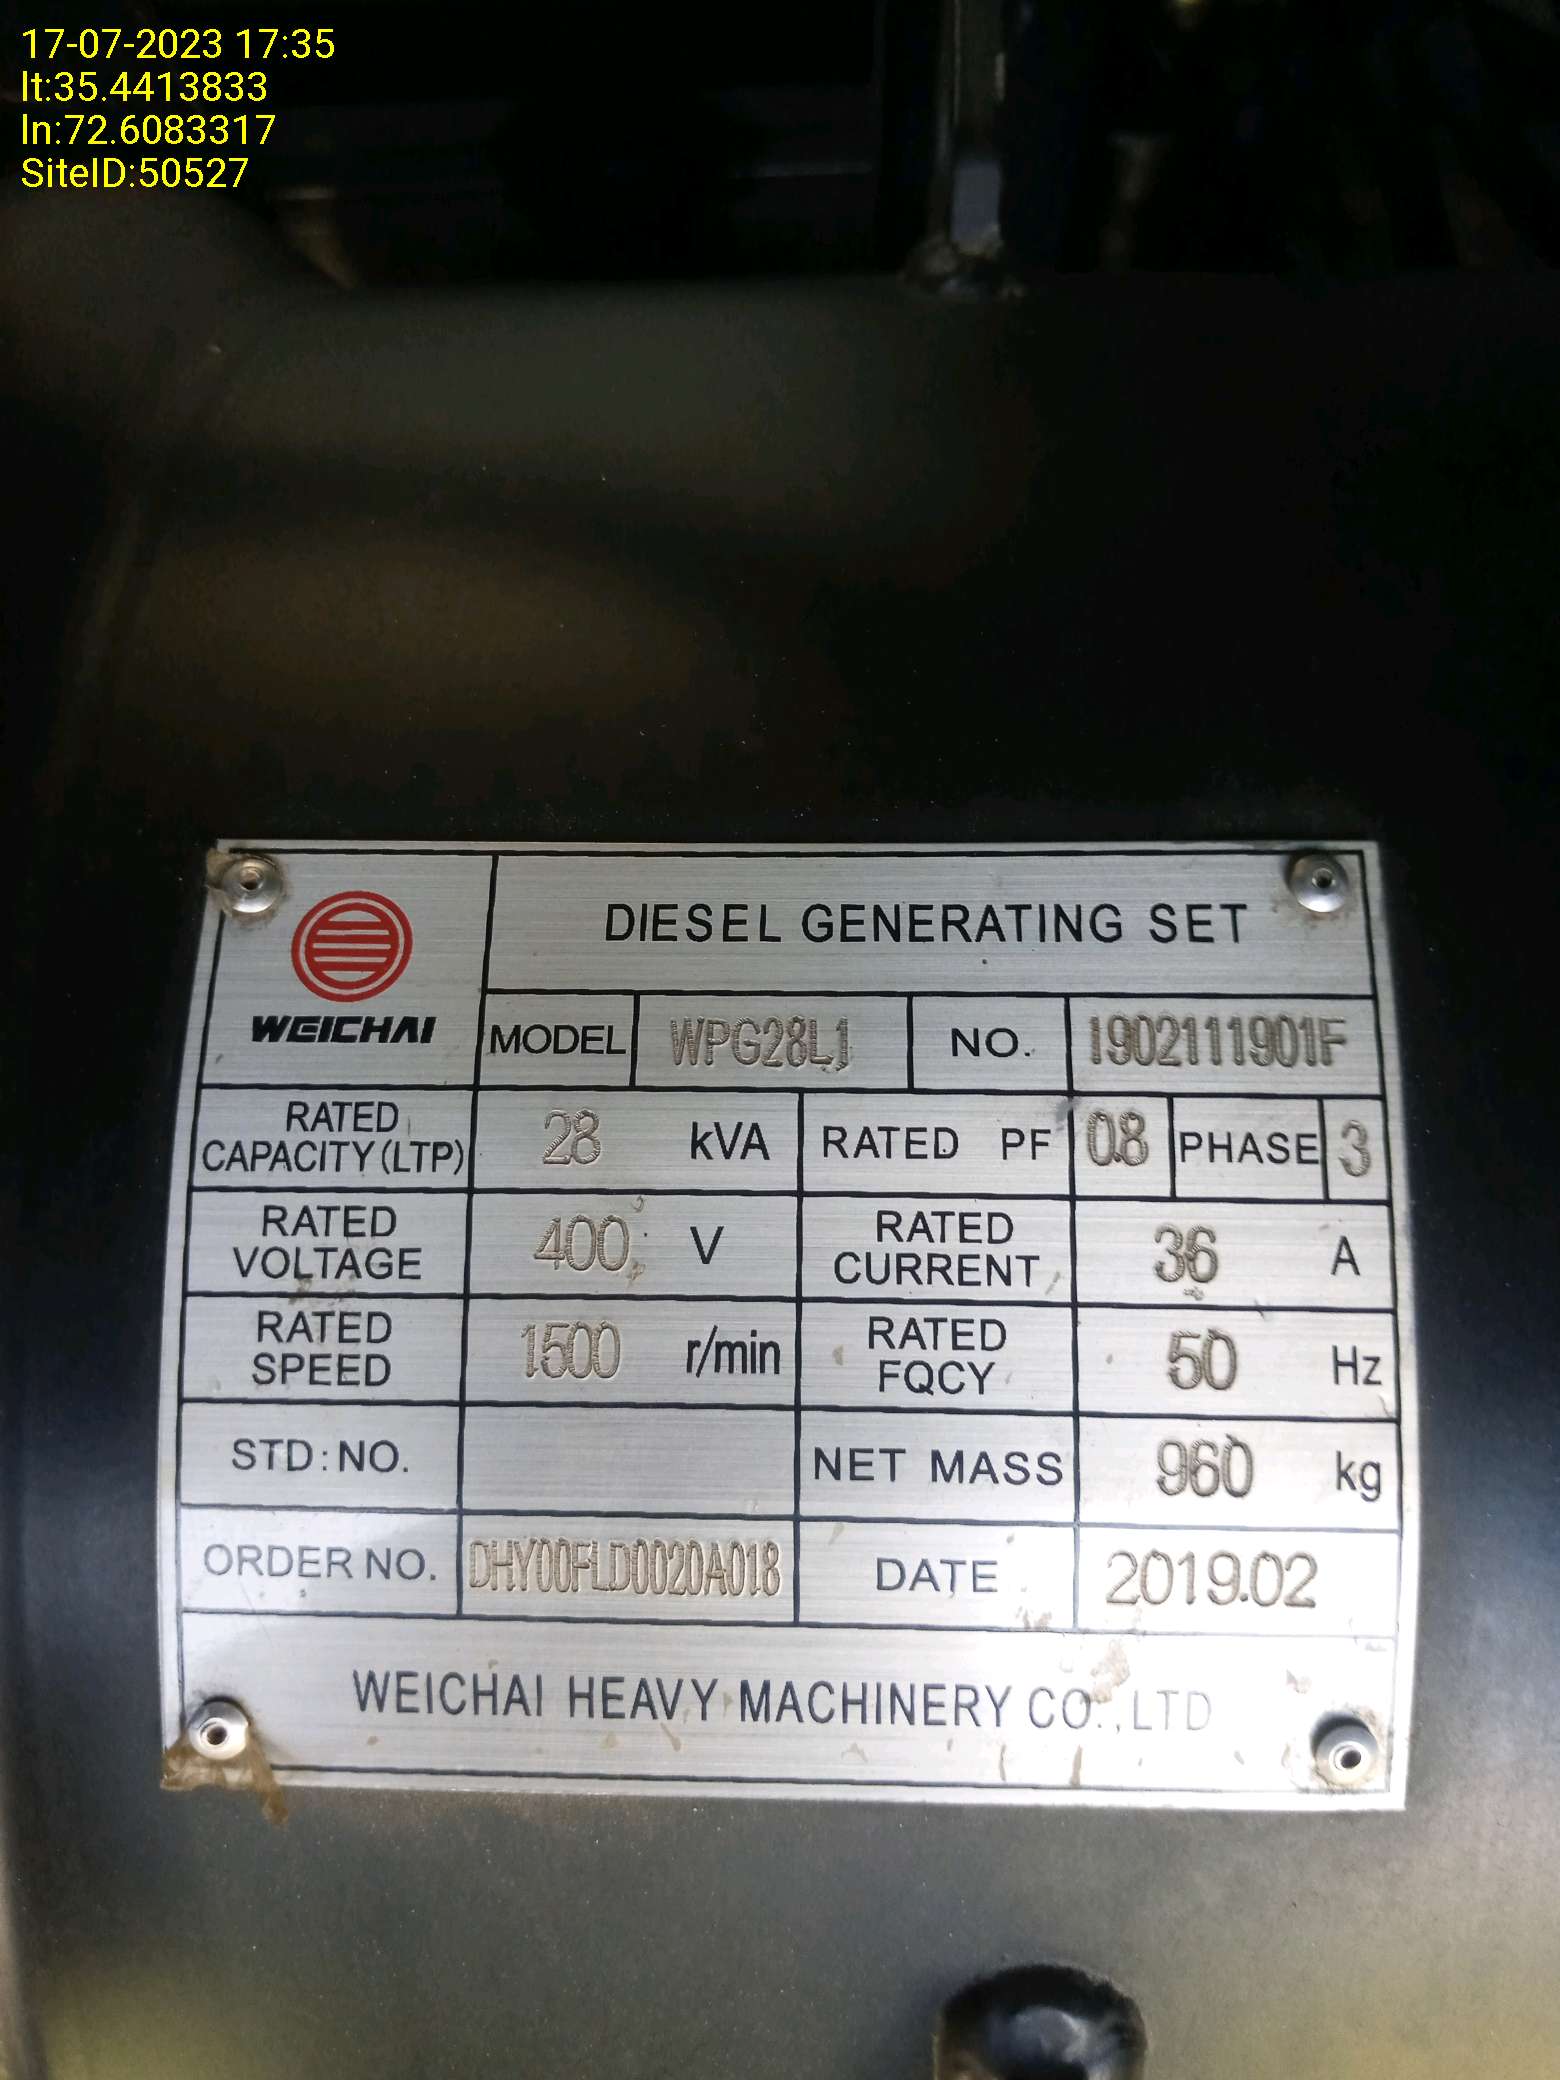 17-07-2023 17:35
lt:35.4413833
ln:72.6083317
SiteID:50527
WEICHAI
DIESEL GENERATING SET
MODEL WPG28L1 NO. 1902111901F
RATED CAPACITY(LTP) 28 kVA RATED PF 0.8 PHASE 3
RATED VOLTAGE 400 V RATED CURRENT 36 A
RATED SPEED 1500 r/min RATED FQCY 50 Hz
STD:NO. NET MASS 960 kg
ORDER NO. DHY00FLD0020A018 DATE 2019.02
WEICHAI HEAVY MACHINERY CO.,LTD